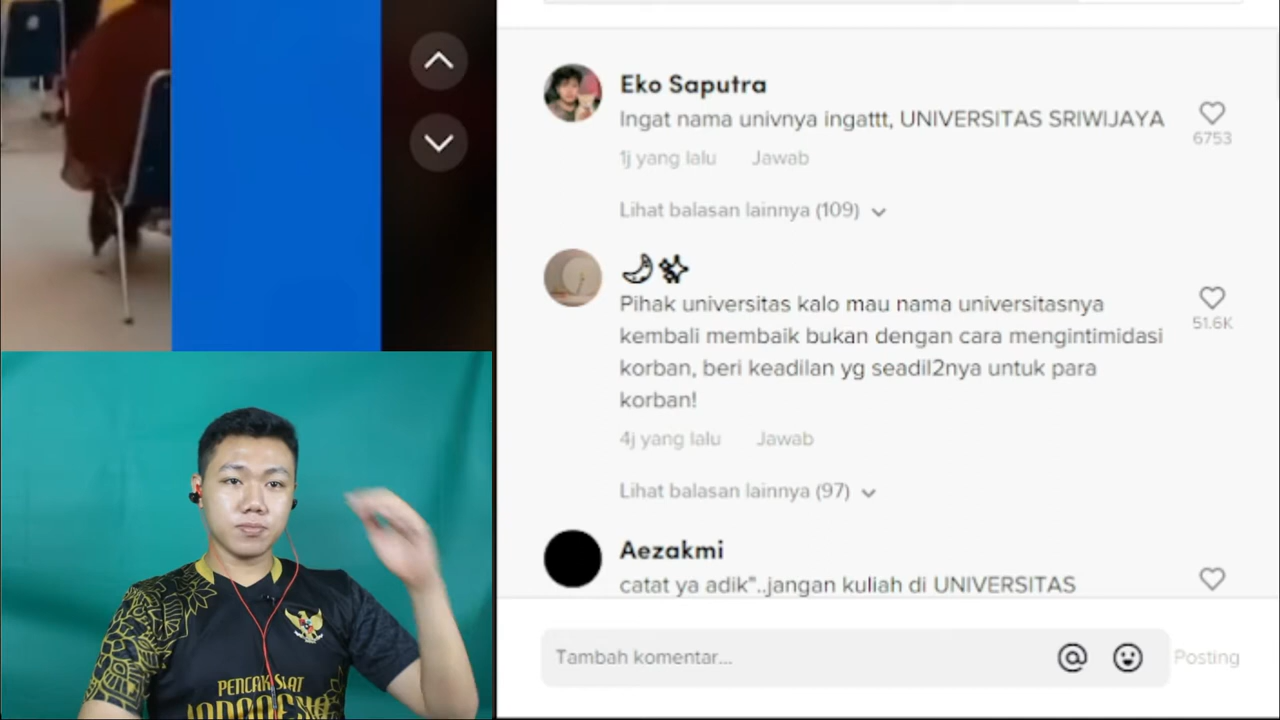 Eko Saputra
Ingat nama univnya ingattt, UNIVERSITAS SRIWIJAYA
6753
1j yang lalu Jawab
Lihat balasan lainnya (109)
🌙✨
Pihak universitas kalo mau nama universitasnya
kembali membaik bukan dengan cara mengintimidasi
korban, beri keadilan yg seadil2nya untuk para
korban!
51.6K
4j yang lalu Jawab
Lihat balasan lainnya (97)
Aezakmi
catat ya adik"..jangan kuliah di UNIVERSITAS
Tambah komentar...
Posting
PENCAK SILAT
INDONESIA